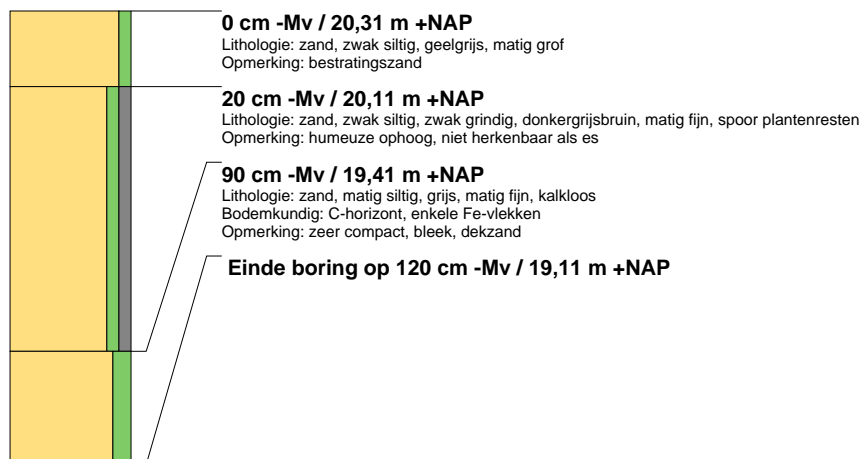 0 cm -Mv / 20,31 m +NAP
Lithologie: zand, zwak siltig, geelgrijs, matig grof
Opmerking: bestratingszand
20 cm -Mv / 20,11 m +NAP
Lithologie: zand, zwak siltig, zwak grindig, donkergrijsbruin, matig fijn, spoor plantenresten
Opmerking: humeuze ophoog, niet herkenbaar als es
90 cm -Mv / 19,41 m +NAP
Lithologie: zand, matig siltig, grijs, matig fijn, kalkloos
Bodemkundig: C-horizont, enkele Fe-vlekken
Opmerking: zeer compact, bleek, dekzand
Einde boring op 120 cm -Mv / 19,11 m +NAP